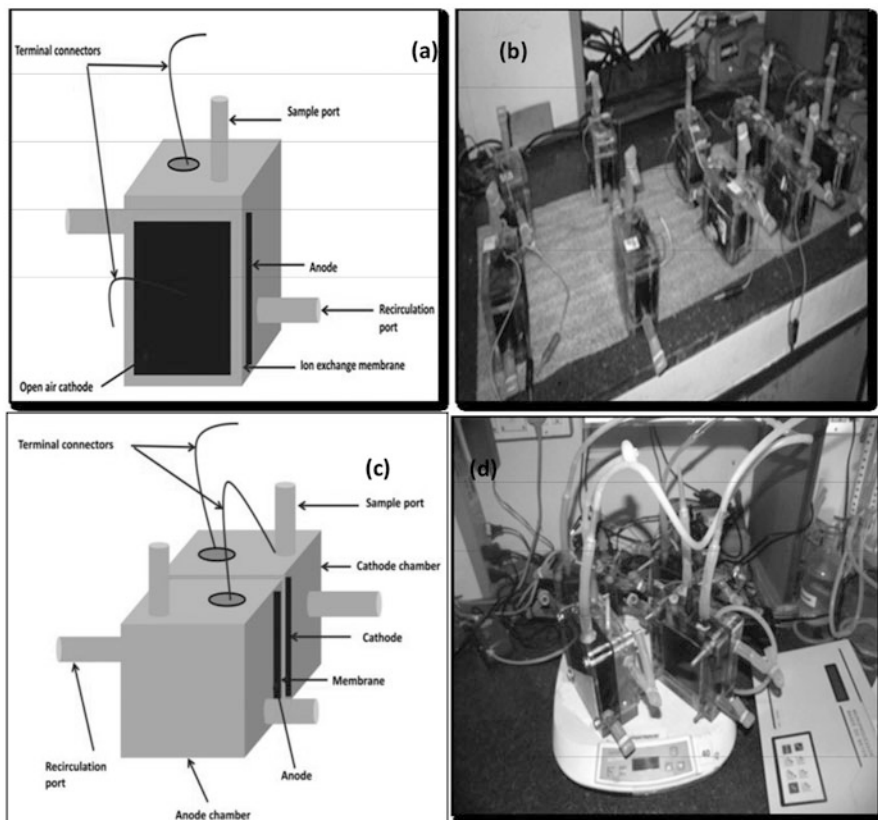 (a)
Terminal connectors
Sample port
Anode
Recirculation
port
Ion exchange membrane
Open air cathode
(b)
(c)
Terminal connectors
Sample port
Cathode chamber
Cathode
Membrane
Anode
Recirculation
port
Anode chamber
(d)